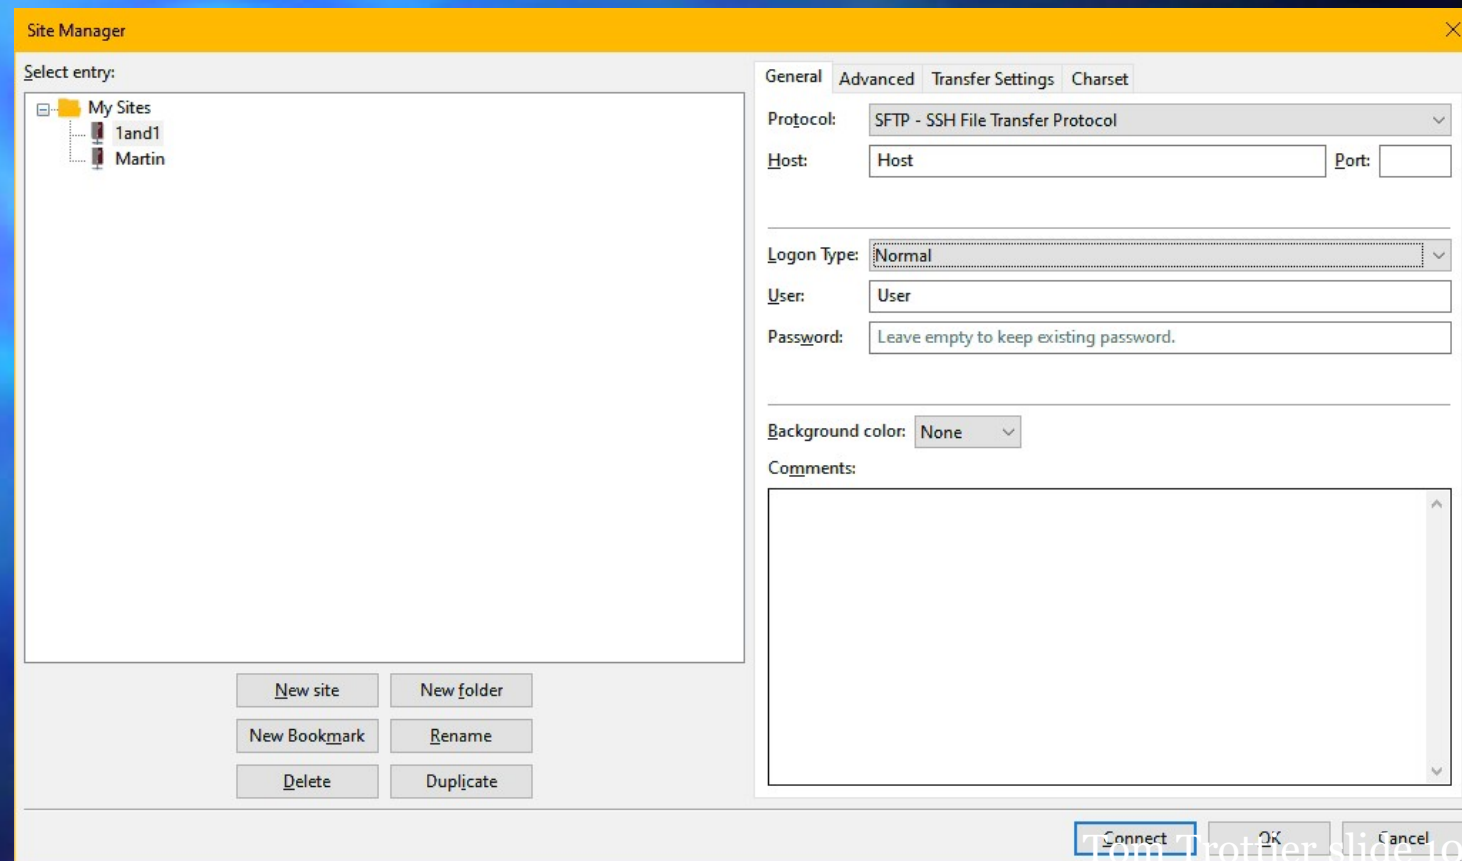 Site Manager
Select entry:
My Sites
1and1
Martin
New site
New folder
New Bookmark
Rename
Delete
Duplicate
General
Advanced
Transfer Settings
Charset
Protocol:
SFTP - SSH File Transfer Protocol
Host:
Host
Port:
Logon Type:
Normal
User:
User
Password:
Leave empty to keep existing password.
Background color:
None
Comments:
Connect
OK
Cancel
Tom Trottier slide 10